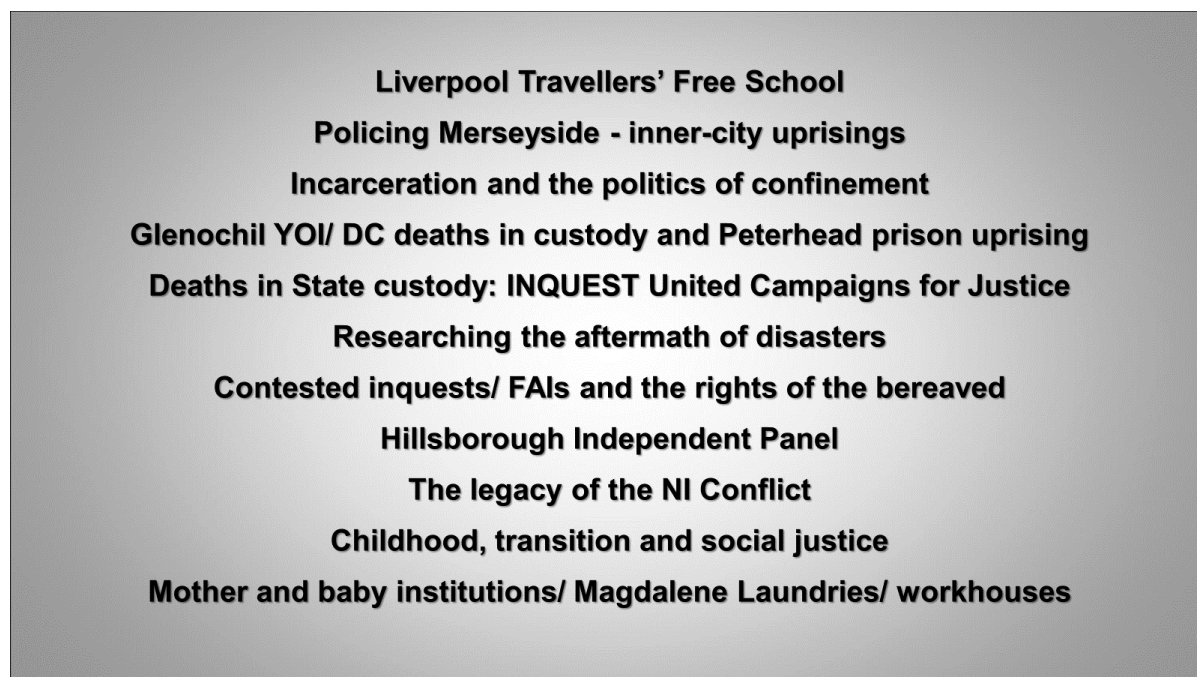 Liverpool Travellers’ Free School
Policing Merseyside - inner-city uprisings
Incarceration and the politics of confinement
Glenochil YOI/ DC deaths in custody and Peterhead prison uprising
Deaths in State custody: INQUEST United Campaigns for Justice
Researching the aftermath of disasters
Contested inquests/ FAIs and the rights of the bereaved
Hillsborough Independent Panel
The legacy of the NI Conflict
Childhood, transition and social justice
Mother and baby institutions/ Magdalene Laundries/ workhouses